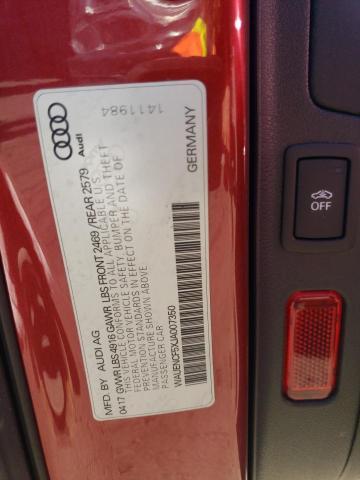 1411984
Audi
GERMANY
MFD. BY AUDI AG
04 17 GVWR LBS 4916 GAWR LBS FRONT 2469 / REAR 2579
THIS VEHICLE CONFORMS TO ALL APPLICABLE U.S.
FEDERAL MOTOR VEHICLE SAFETY, BUMPER AND THEFT
PREVENTION STANDARDS IN EFFECT ON THE DATE OF
MANUFACTURE SHOWN ABOVE
PASSENGER CAR
WAUENCF5XJA007350
OFF